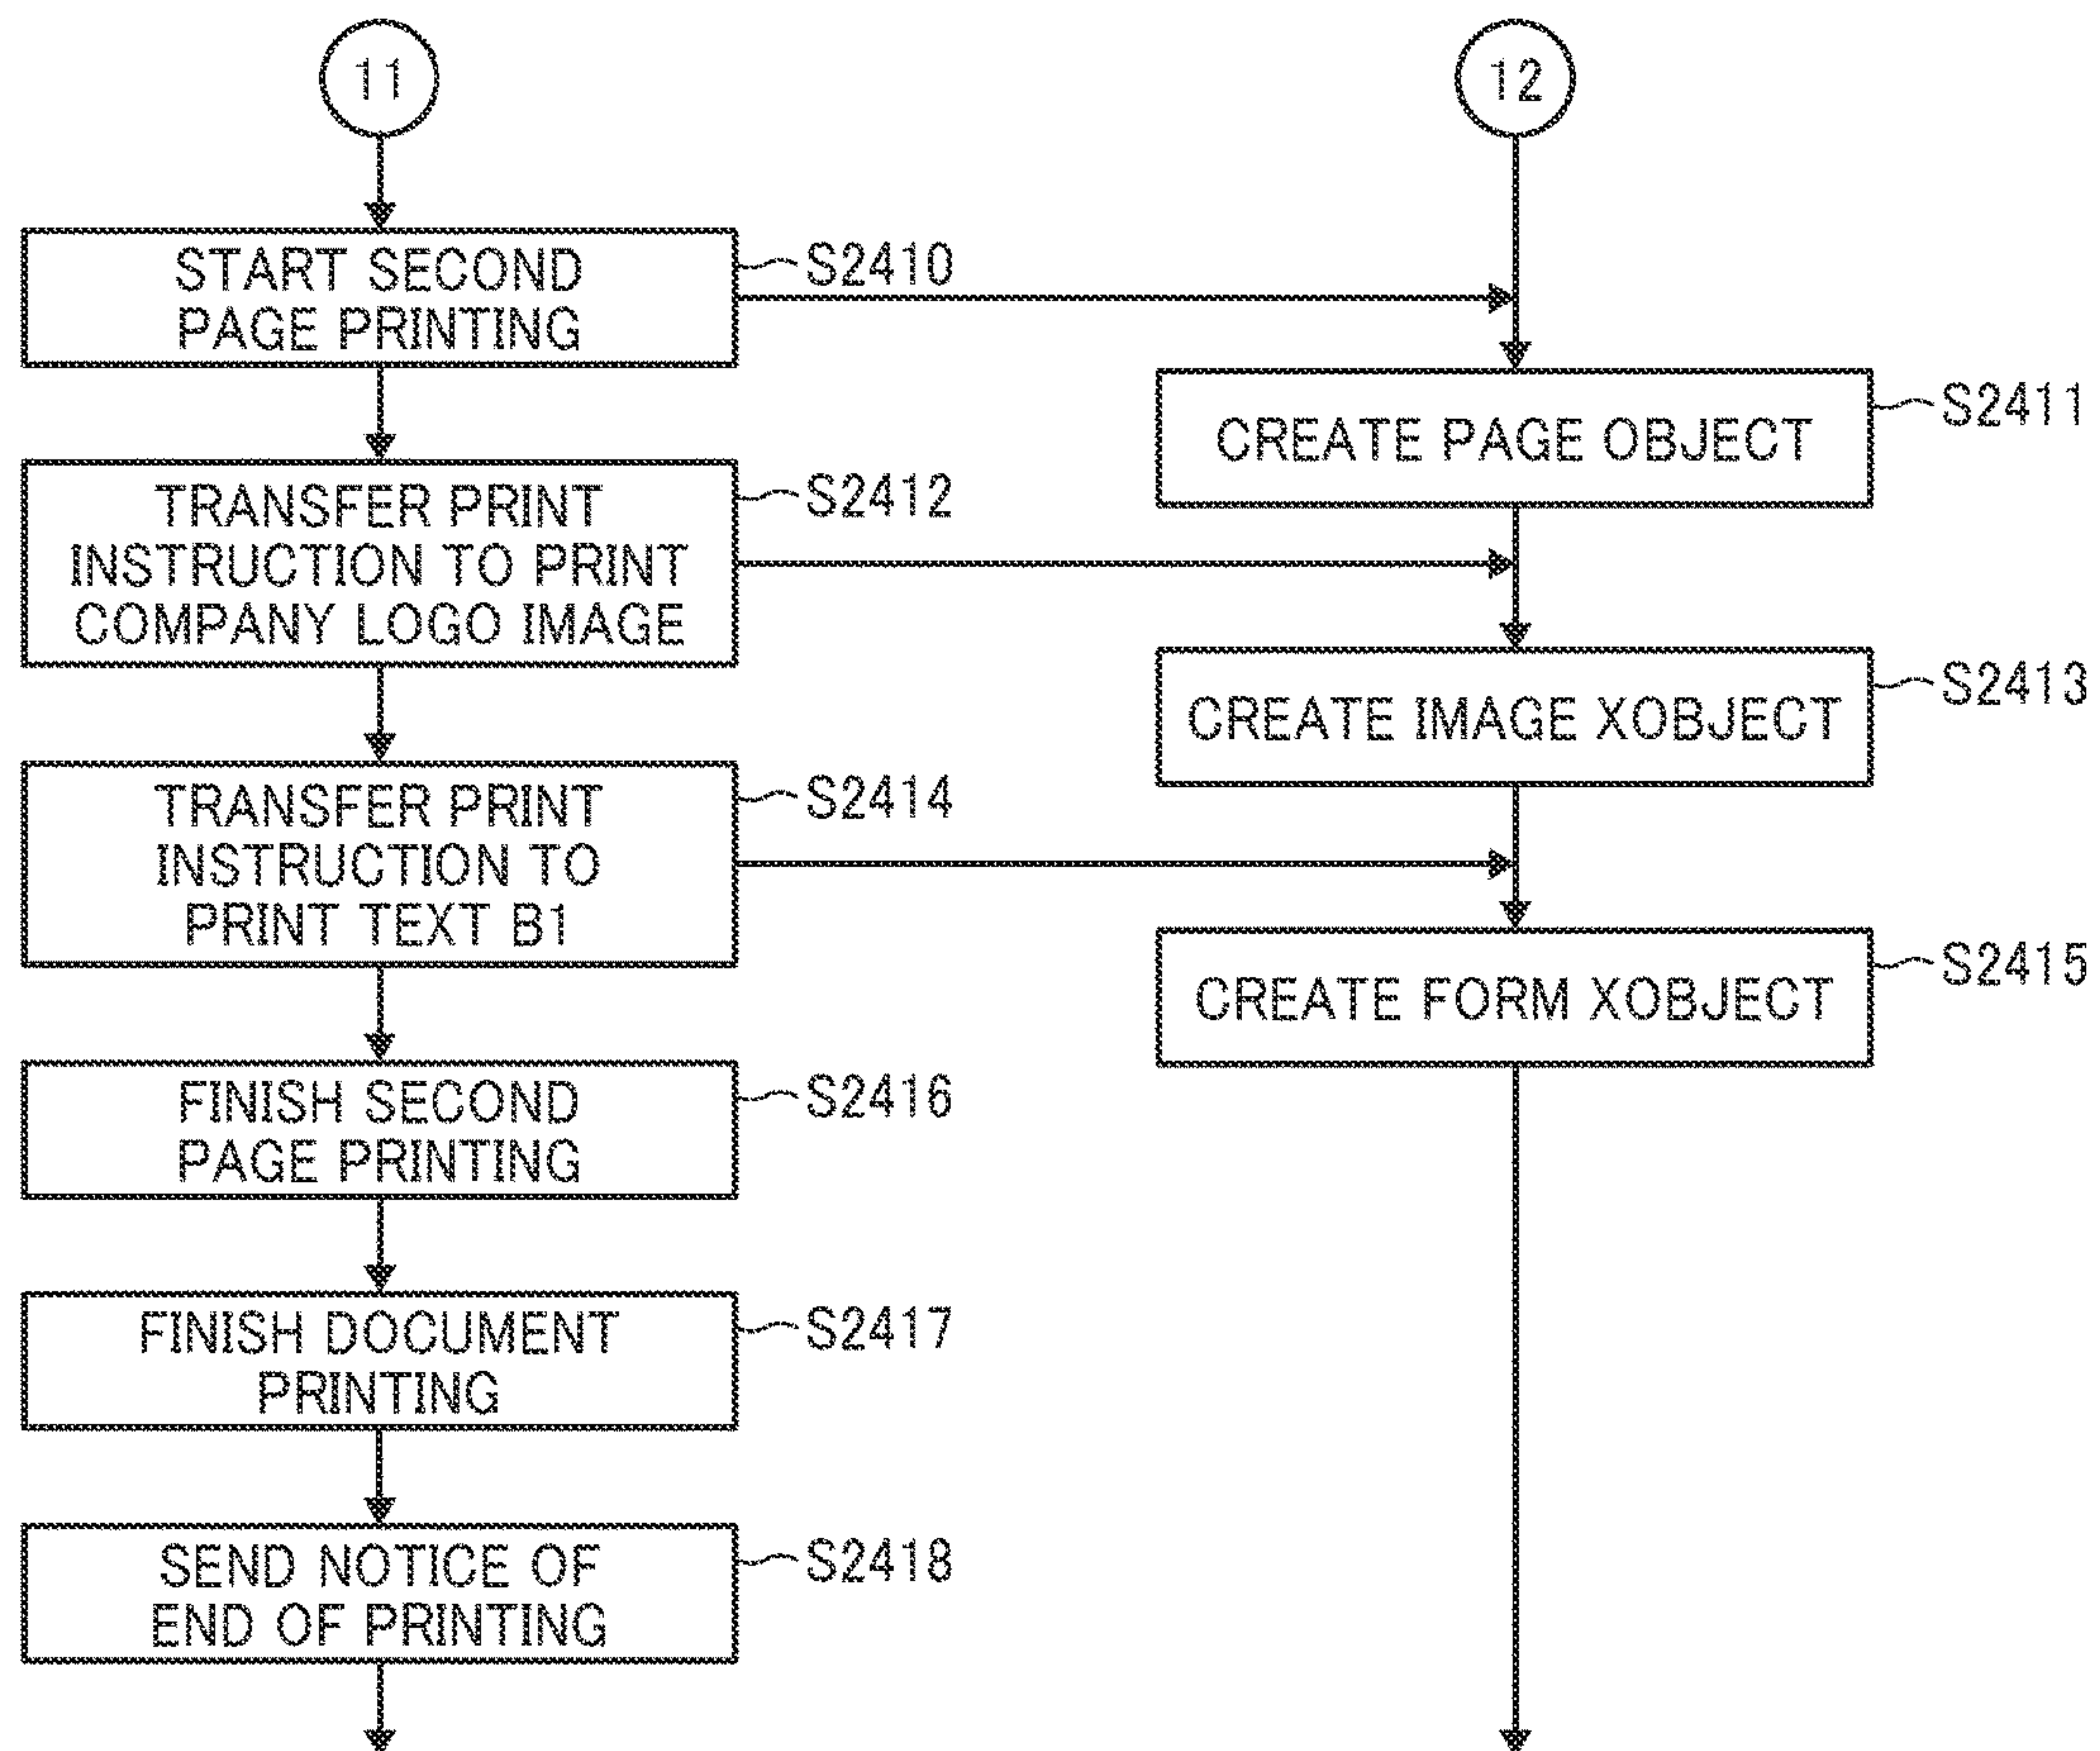 11
12
START SECOND
PAGE PRINTING
S2410
CREATE PAGE OBJECT
S2411
TRANSFER PRINT
INSTRUCTION TO PRINT
COMPANY LOGO IMAGE
S2412
CREATE IMAGE XOBJECT
S2413
TRANSFER PRINT
INSTRUCTION TO
PRINT TEXT B1
S2414
CREATE FORM XOBJECT
S2415
FINISH SECOND
PAGE PRINTING
S2416
FINISH DOCUMENT
PRINTING
S2417
SEND NOTICE OF
END OF PRINTING
S2418